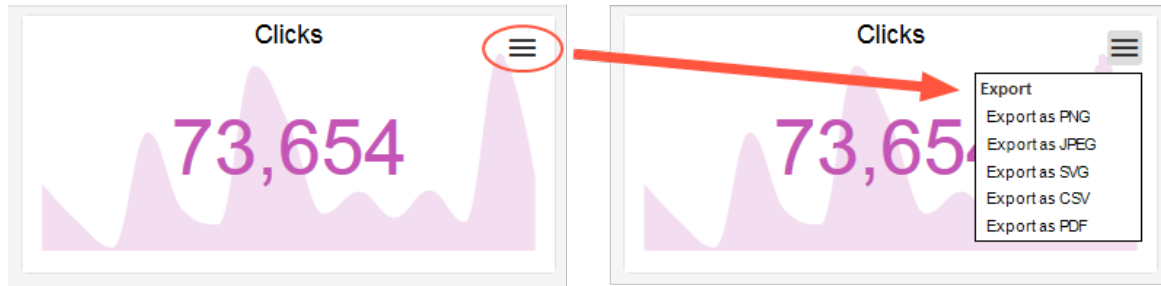 Clicks
73,654
Clicks
73,654
Export
Export as PNG
Export as JPEG
Export as SVG
Export as CSV
Export as PDF